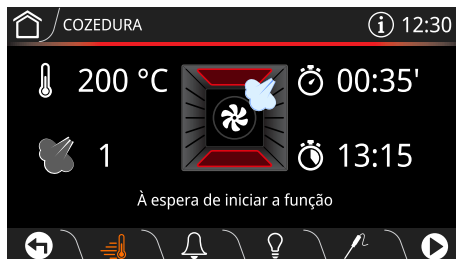 COZEDURA
i 12:30
200 °C
00:35'
1
13:15
À espera de iniciar a função